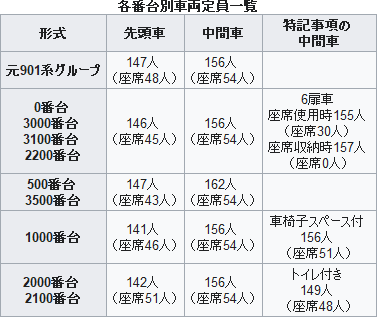 各番台別車両定員一覧
形式 先頭車 中間車 特記事項の
中間車
元901系グループ 147人
（座席48人） 156人
（座席54人）
0番台
3000番台
3100番台
2200番台 146人
（座席45人） 156人
（座席54人） 6扉車
座席使用時155人
（座席30人）
座席収納時157人
（座席0人）
500番台
3500番台 147人
（座席43人） 162人
（座席54人）
1000番台 141人
（座席46人） 156人
（座席54人） 車椅子スペース付
156人
（座席51人）
2000番台
2100番台 142人
（座席51人） 156人
（座席54人） トイレ付き
149人
（座席48人）